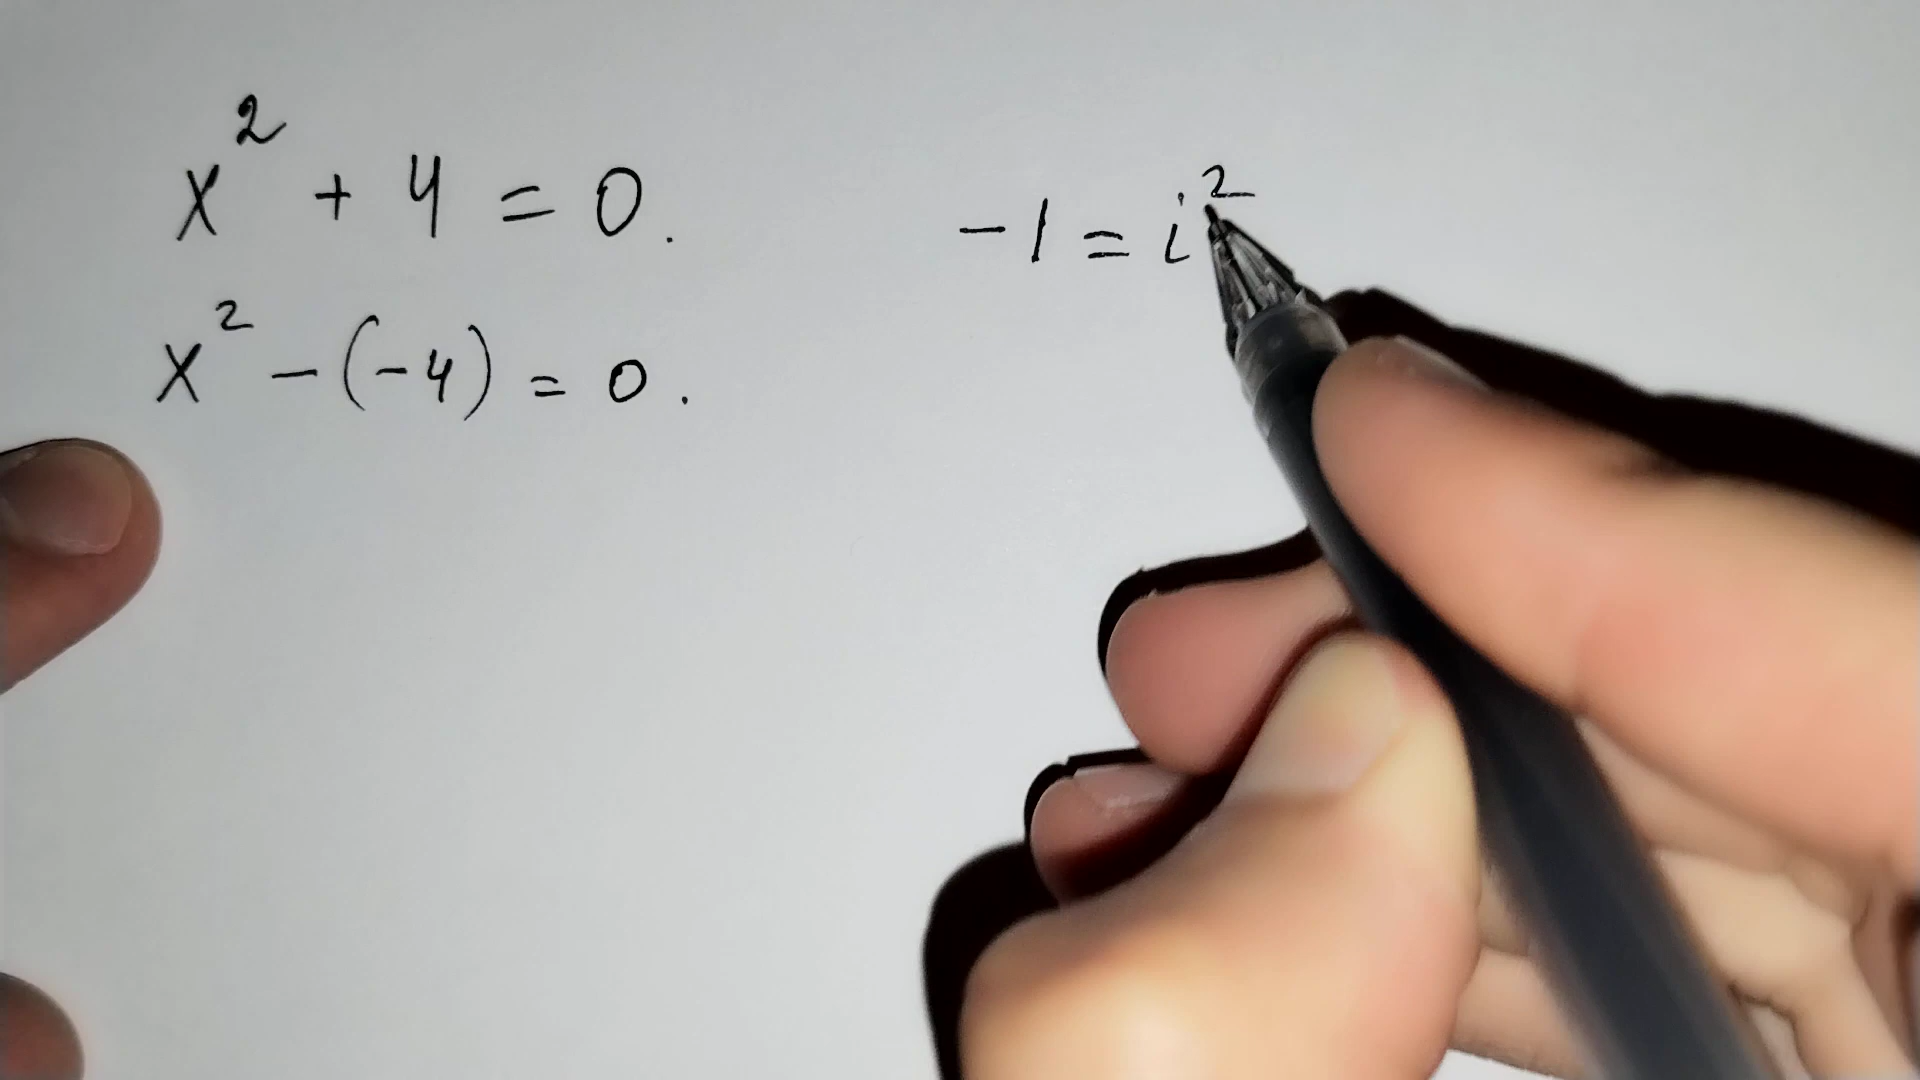 x² + 4 = 0.
x² - (-4) = 0.
-1 = i²